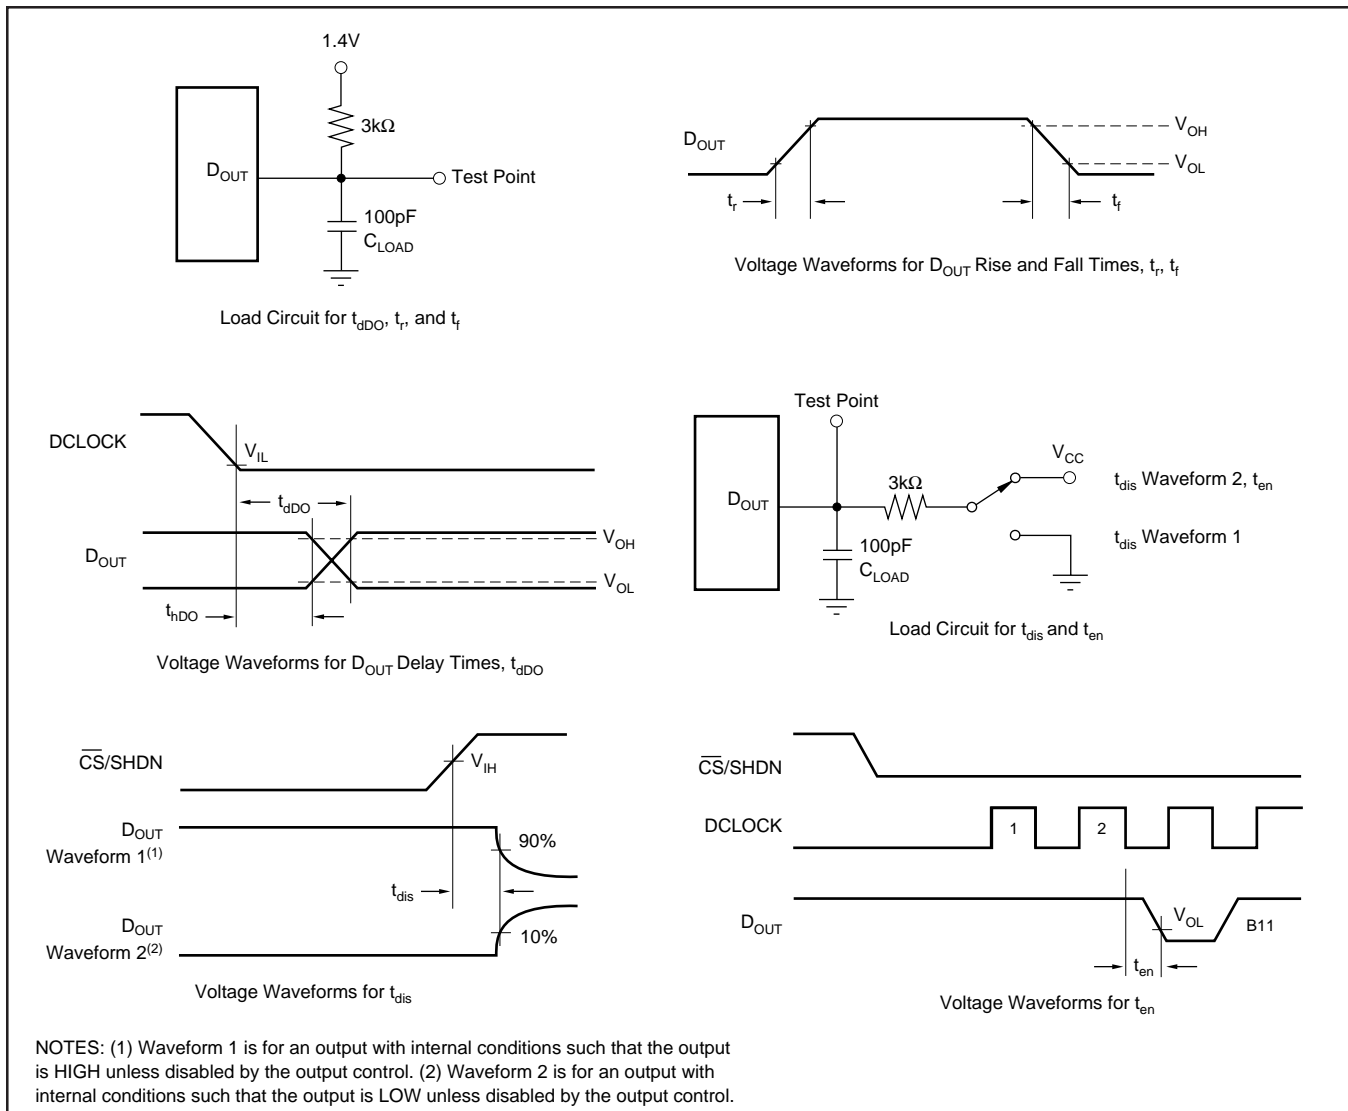 1.4V
3kΩ
D_OUT
Test Point
100pF
C_LOAD
Load Circuit for t_dDO, t_r, and t_f
D_OUT
V_OH
V_OL
t_r
t_f
Voltage Waveforms for D_OUT Rise and Fall Times, t_r, t_f
DCLOCK
V_IL
t_dDO
D_OUT
V_OH
V_OL
t_hDO
Voltage Waveforms for D_OUT Delay Times, t_dDO
Test Point
D_OUT
3kΩ
V_CC
100pF
C_LOAD
t_dis Waveform 2, t_en
t_dis Waveform 1
Load Circuit for t_dis and t_en
C̅S̅/SHDN
V_IH
D_OUT
Waveform 1(1)
90%
t_dis
D_OUT
Waveform 2(2)
10%
Voltage Waveforms for t_dis
C̅S̅/SHDN
DCLOCK
1
2
D_OUT
V_OL
B11
t_en
Voltage Waveforms for t_en
NOTES: (1) Waveform 1 is for an output with internal conditions such that the output
is HIGH unless disabled by the output control. (2) Waveform 2 is for an output with
internal conditions such that the output is LOW unless disabled by the output control.